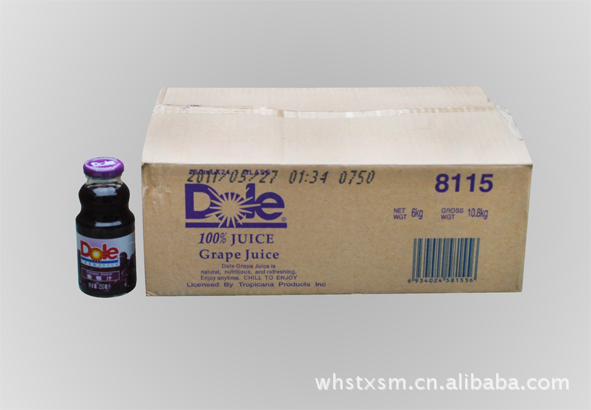 2011/05/27 01:34 0750
Dole
100% JUICE
Grape Juice
Dole Grape Juice is
natural, nutritious, and refreshing.
Enjoy anytime. CHILL TO ENJOY
Licensed By Tropicana Products Inc
8115
NET WGT 6kg GROSS WGT 10.8kg
6934024581556
Dole
whstxsm.cn.alibaba.com